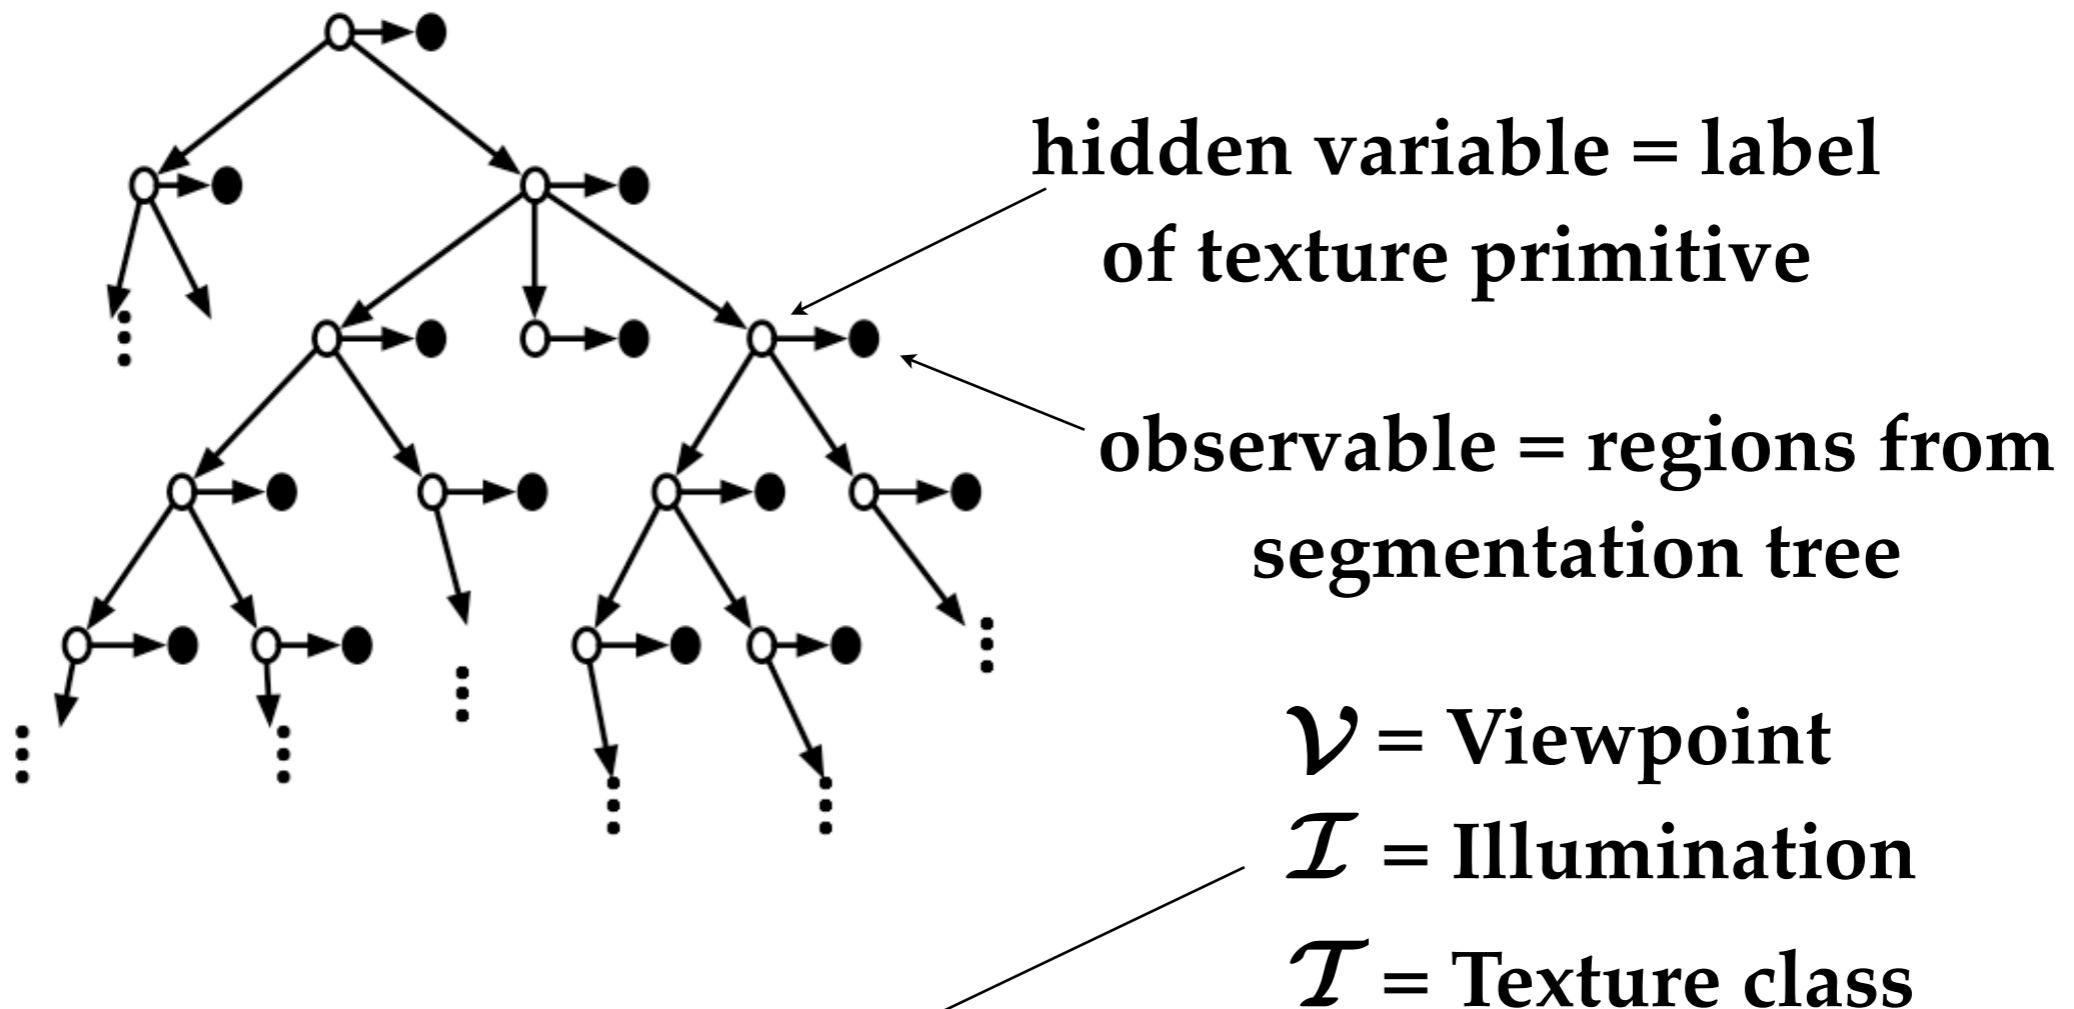 hidden variable = label
of texture primitive
observable = regions from
segmentation tree
𝒱 = Viewpoint
ℐ = Illumination
𝒯 = Texture class